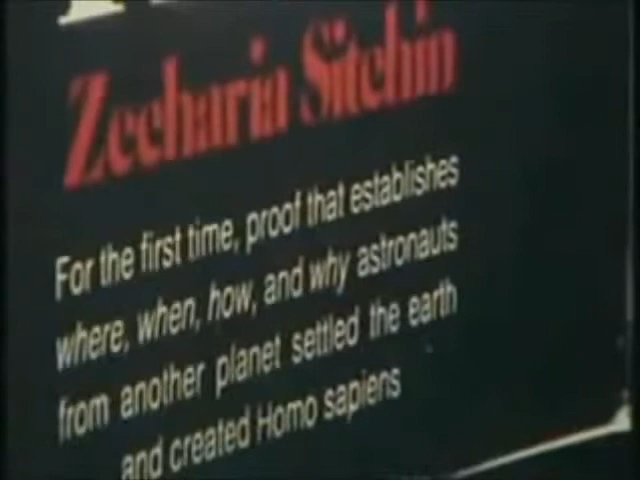 Zecharia Sitchin
For the first time, proof that establishes
where, when, how, and why astronauts
from another planet settled the earth
and created Homo sapiens